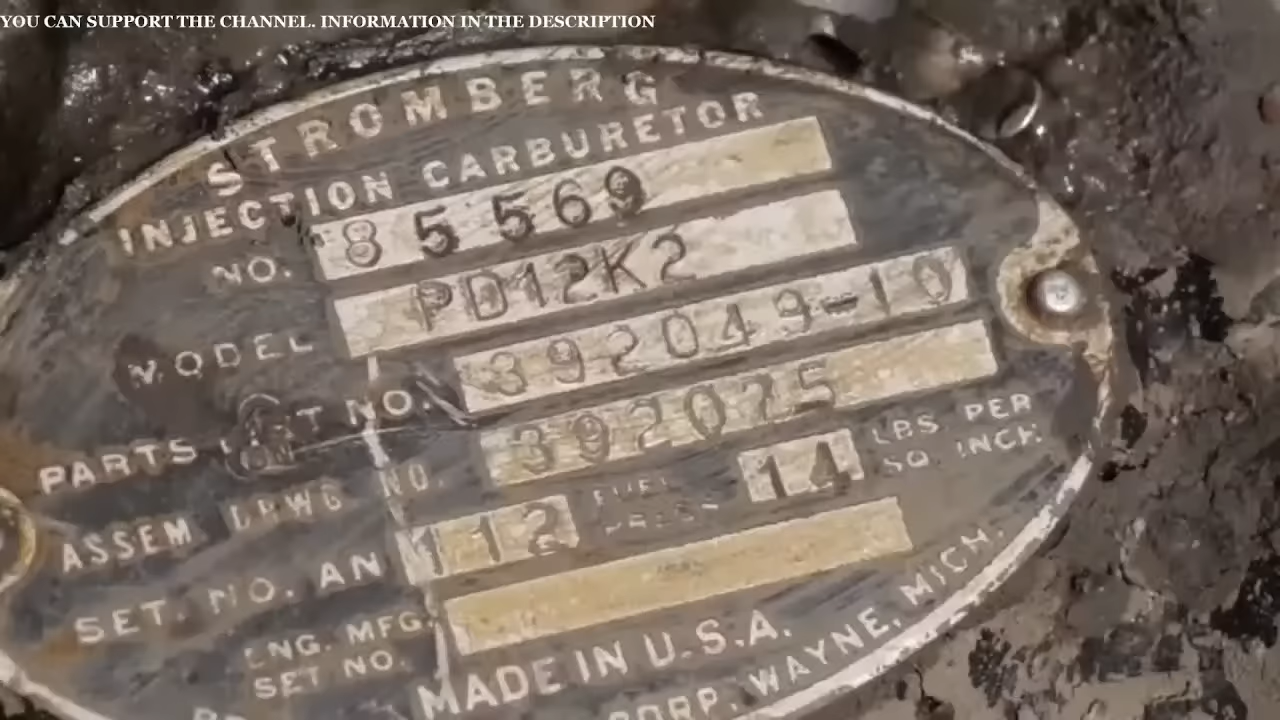 YOU CAN SUPPORT THE CHANNEL. INFORMATION IN THE DESCRIPTION
STROMBERG
INJECTION CARBURETOR
NO. 85569
MODEL PD12K2
PARTS LIST NO. 392049-10
ASSEM DRWG NO. 392075
SET. NO. AN 112 FUEL PRESS. 14 LBS. PER SQ. INCH.
ENG. MFG. SET NO.
MADE IN U.S.A.
CORP. WAYNE, MICH.